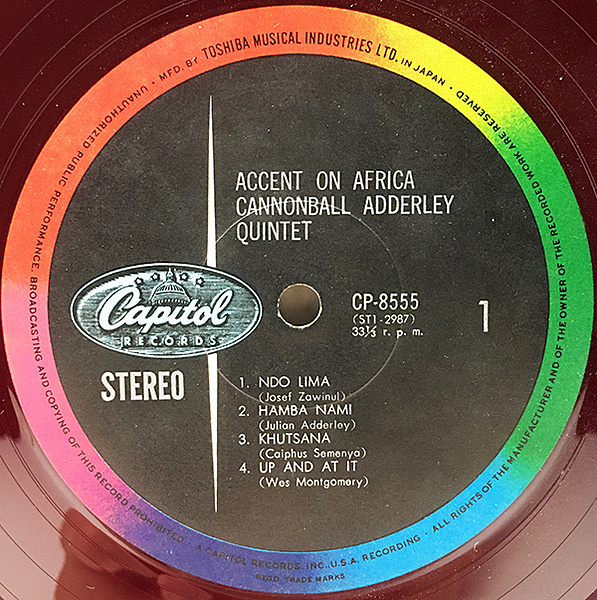 MFD. BY TOSHIBA MUSICAL INDUSTRIES LTD. IN JAPAN • ALL RIGHTS OF THE MANUFACTURER AND OF THE OWNER OF THE RECORDED WORK ARE RESERVED
UNAUTHORIZED PUBLIC PERFORMANCE, BROADCASTING AND COPYING OF THIS RECORD PROHIBITED
ACCENT ON AFRICA
CANNONBALL ADDERLEY
QUINTET
Capitol
RECORDS
STEREO
CP-8555
(ST1-2987)
33⅓ r. p. m.
1
1. NDO LIMA
(Josef Zawinul)
2. HAMBA NAMI
(Julian Adderley)
3. KHUTSANA
(Caiphus Semenya)
4. UP AND AT IT
(Wes Montgomery)
A CAPITOL RECORDS, INC., U.S.A. RECORDING
REGD. TRADE MARKS